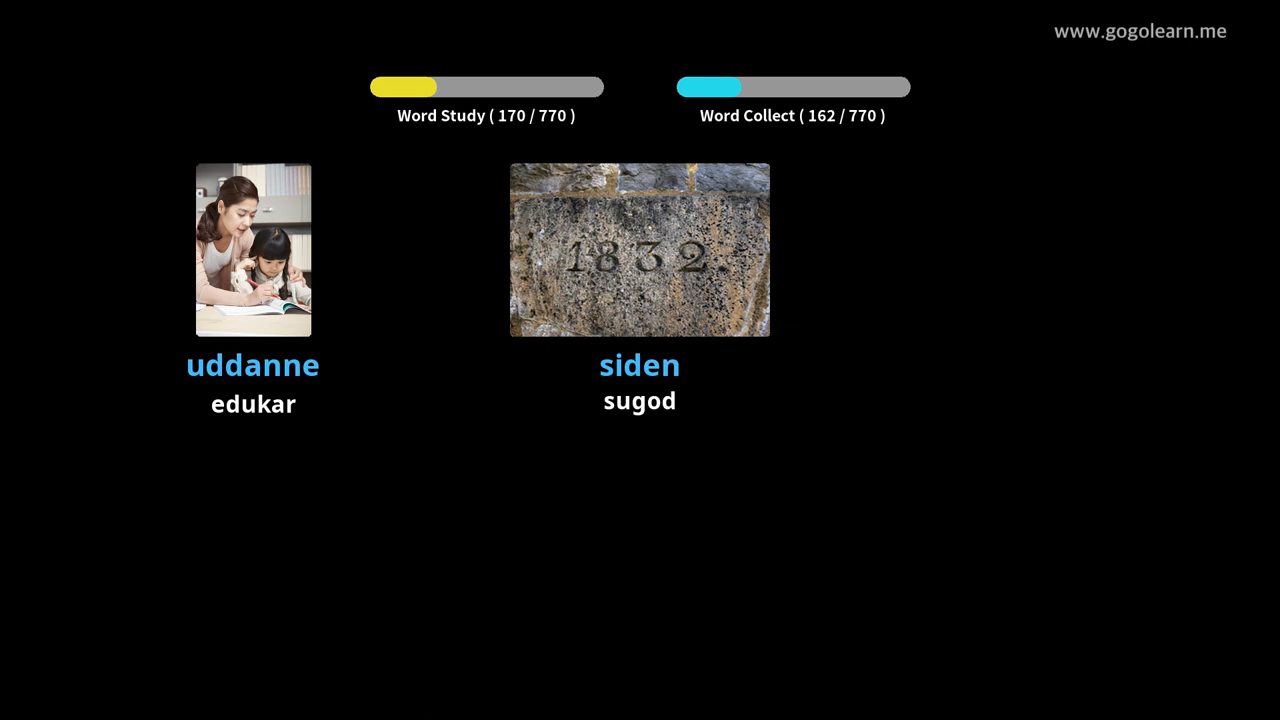 www.gogolearn.me
Word Study ( 170 / 770 )
Word Collect ( 162 / 770 )
1832.
uddanne
siden
edukar
sugod